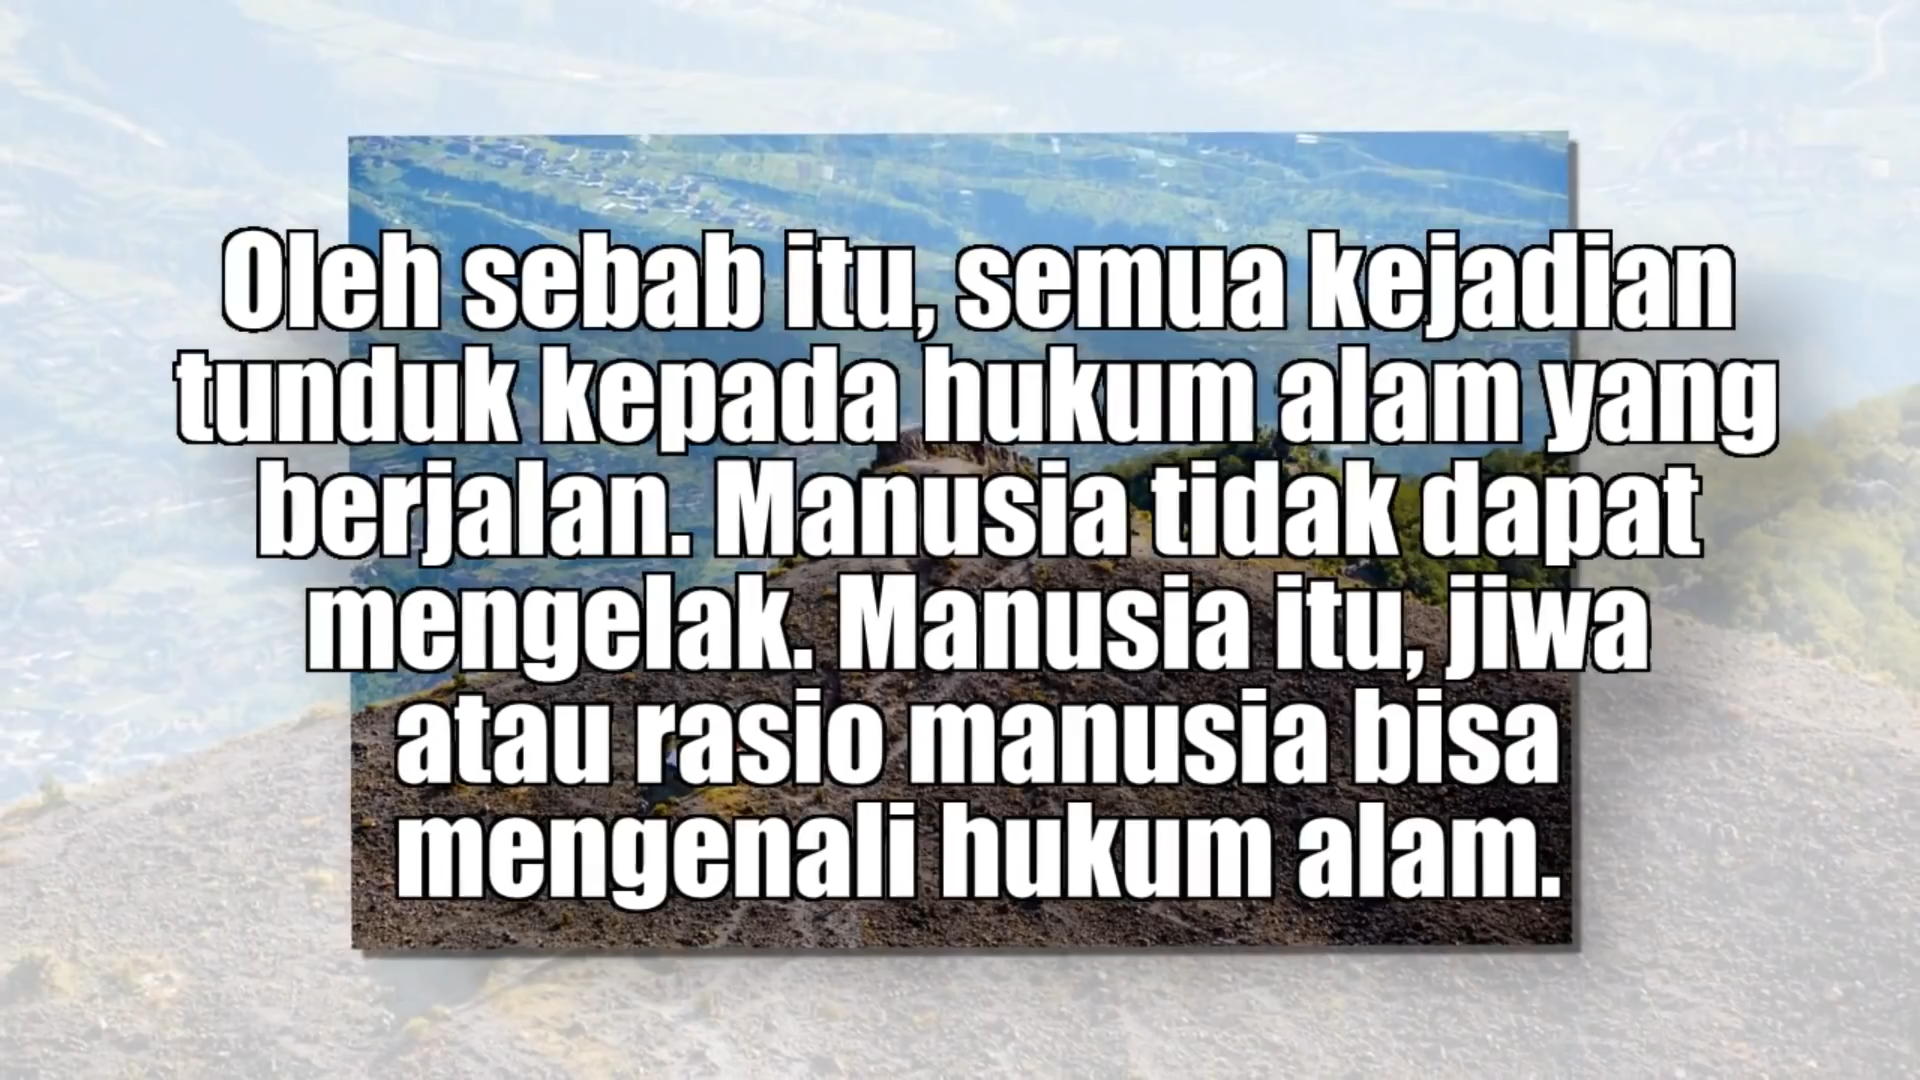 Oleh sebab itu, semua kejadian
tunduk kepada hukum alam yang
berjalan. Manusia tidak dapat
mengelak. Manusia itu, jiwa
atau rasio manusia bisa
mengenali hukum alam.